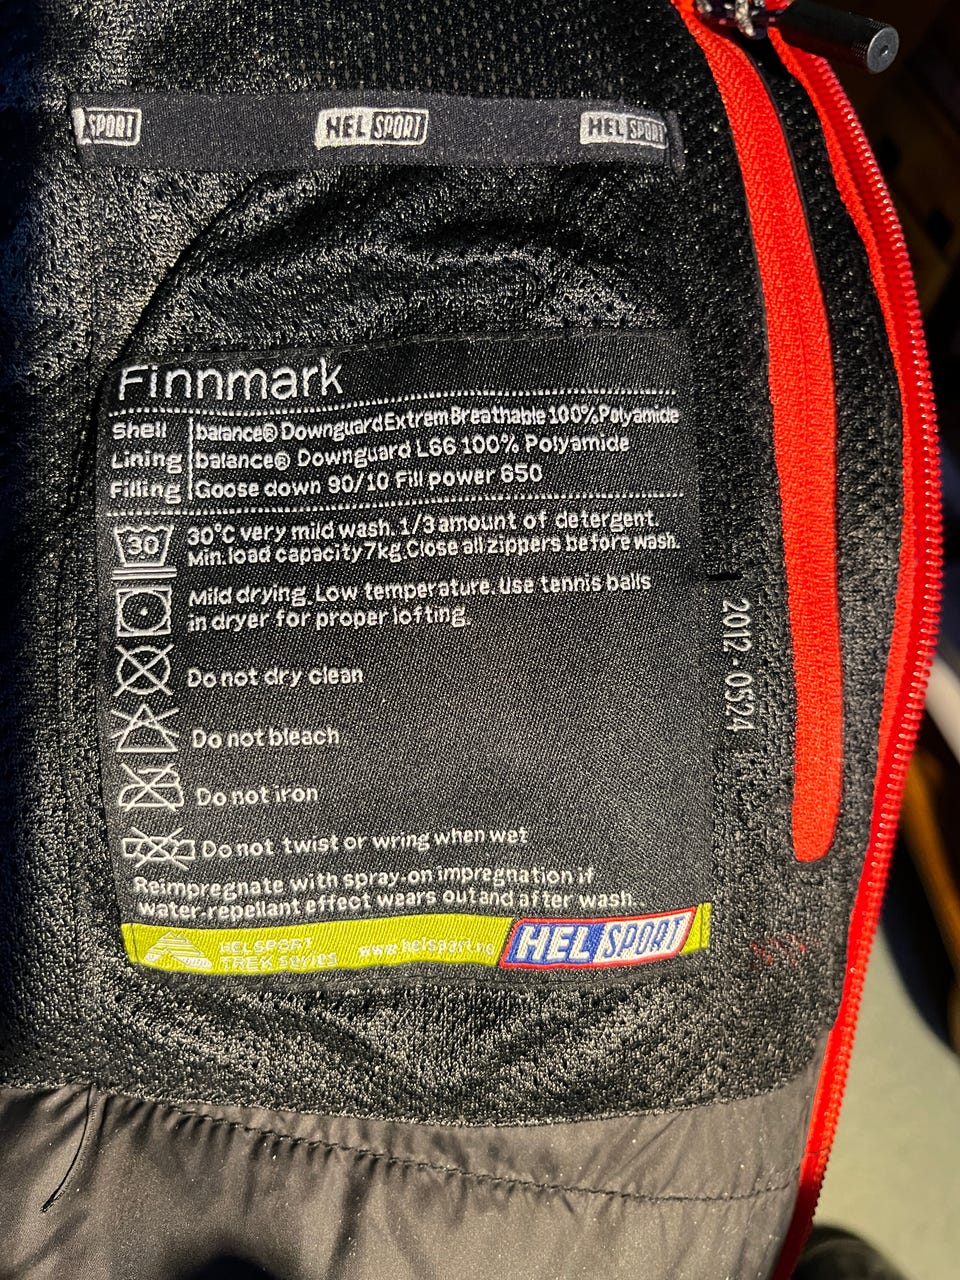 SPORT HEL SPORT HEL SPORT
Finnmark
Shell balance® Downguard Extrem Breathable 100% Polyamide
Lining balance® Downguard L66 100% Polyamide
Filling Goose down 90/10 Fill power 650
30 30°C very mild wash. 1/3 amount of detergent.
Min. load capacity 7kg. Close all zippers before wash.
Mild drying. Low temperature. Use tennis balls
in dryer for proper lofting.
Do not dry clean
Do not bleach
Do not iron
Do not twist or wring when wet
Reimpregnate with spray-on impregnation if
water-repellant effect wears out and after wash.
HELSPORT
TREK series
www.helsport.no
HEL SPORT
2012-0524